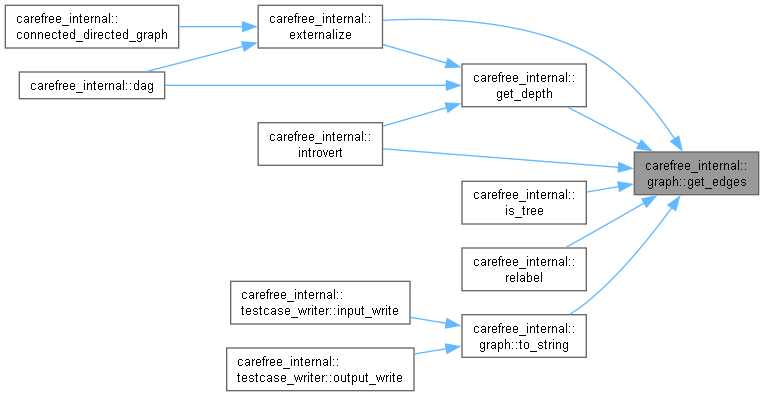 carefree_internal::
connected_directed_graph
carefree_internal::
externalize
carefree_internal::dag
carefree_internal::
get_depth
carefree_internal::
introvert
carefree_internal::
graph::get_edges
carefree_internal::
is_tree
carefree_internal::
relabel
carefree_internal::
testcase_writer::input_write
carefree_internal::
graph::to_string
carefree_internal::
testcase_writer::output_write